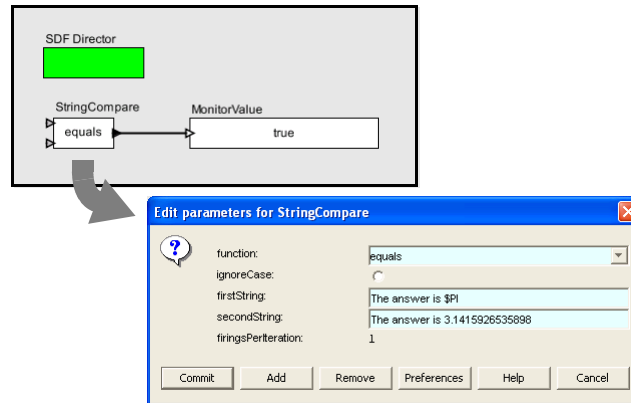 SDF Director
StringCompare
equals
MonitorValue
true
Edit parameters for StringCompare
?
function:
equals
ignoreCase:
firstString:
The answer is $PI
secondString:
The answer is 3.1415926535898
firingsPerIteration:
1
Commit
Add
Remove
Preferences
Help
Cancel